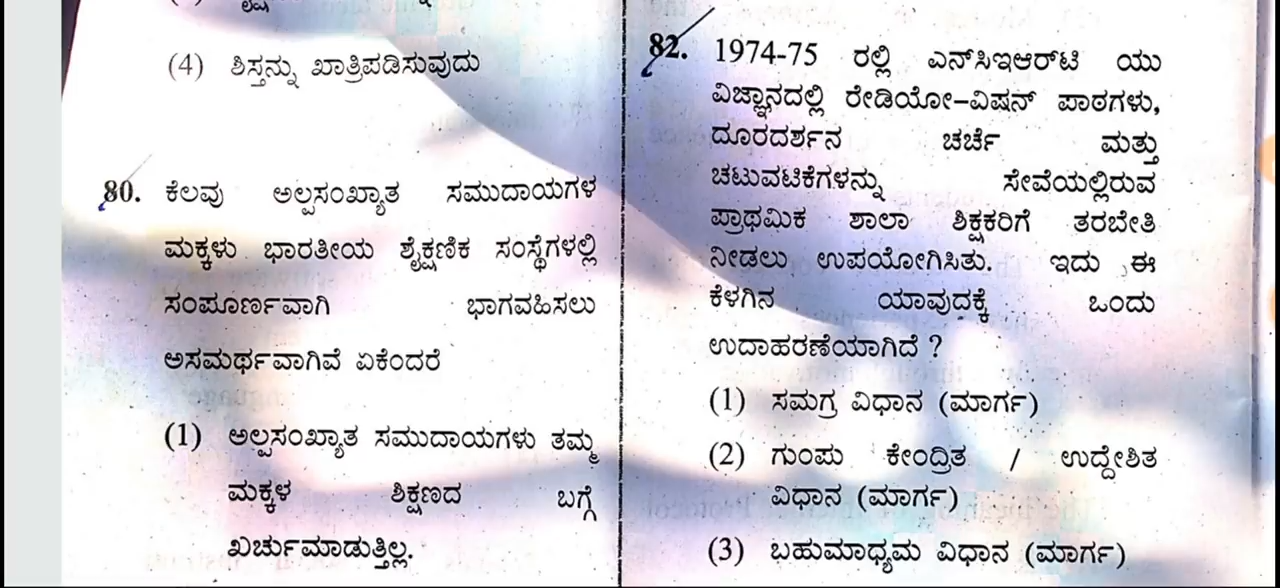 (4) ಶಿಸ್ತನ್ನು ಖಾತ್ರಿಪಡಿಸುವುದು
80. ಕೆಲವು ಅಲ್ಪಸಂಖ್ಯಾತ ಸಮುದಾಯಗಳ
ಮಕ್ಕಳು ಭಾರತೀಯ ಶೈಕ್ಷಣಿಕ ಸಂಸ್ಥೆಗಳಲ್ಲಿ
ಸಂಪೂರ್ಣವಾಗಿ ಭಾಗವಹಿಸಲು
ಅಸಮರ್ಥವಾಗಿವೆ ಏಕೆಂದರೆ
(1) ಅಲ್ಪಸಂಖ್ಯಾತ ಸಮುದಾಯಗಳು ತಮ್ಮ
ಮಕ್ಕಳ ಶಿಕ್ಷಣದ ಬಗ್ಗೆ
ಖರ್ಚುಮಾಡುತ್ತಿಲ್ಲ.
82. 1974-75 ರಲ್ಲಿ ಎನ್‌ಸಿಇಆರ್‌ಟಿ ಯು
ವಿಜ್ಞಾನದಲ್ಲಿ ರೇಡಿಯೋ-ವಿಷನ್ ಪಾಠಗಳು,
ದೂರದರ್ಶನ ಚರ್ಚೆ ಮತ್ತು
ಚಟುವಟಿಕೆಗಳನ್ನು ಸೇವೆಯಲ್ಲಿರುವ
ಪ್ರಾಥಮಿಕ ಶಾಲಾ ಶಿಕ್ಷಕರಿಗೆ ತರಬೇತಿ
ನೀಡಲು ಉಪಯೋಗಿಸಿತು. ಇದು ಈ
ಕೆಳಗಿನ ಯಾವುದಕ್ಕೆ ಒಂದು
ಉದಾಹರಣೆಯಾಗಿದೆ ?
(1) ಸಮಗ್ರ ವಿಧಾನ (ಮಾರ್ಗ)
(2) ಗುಂಪು ಕೇಂದ್ರಿತ / ಉದ್ದೇಶಿತ
ವಿಧಾನ (ಮಾರ್ಗ)
(3) ಬಹುಮಾಧ್ಯಮ ವಿಧಾನ (ಮಾರ್ಗ)